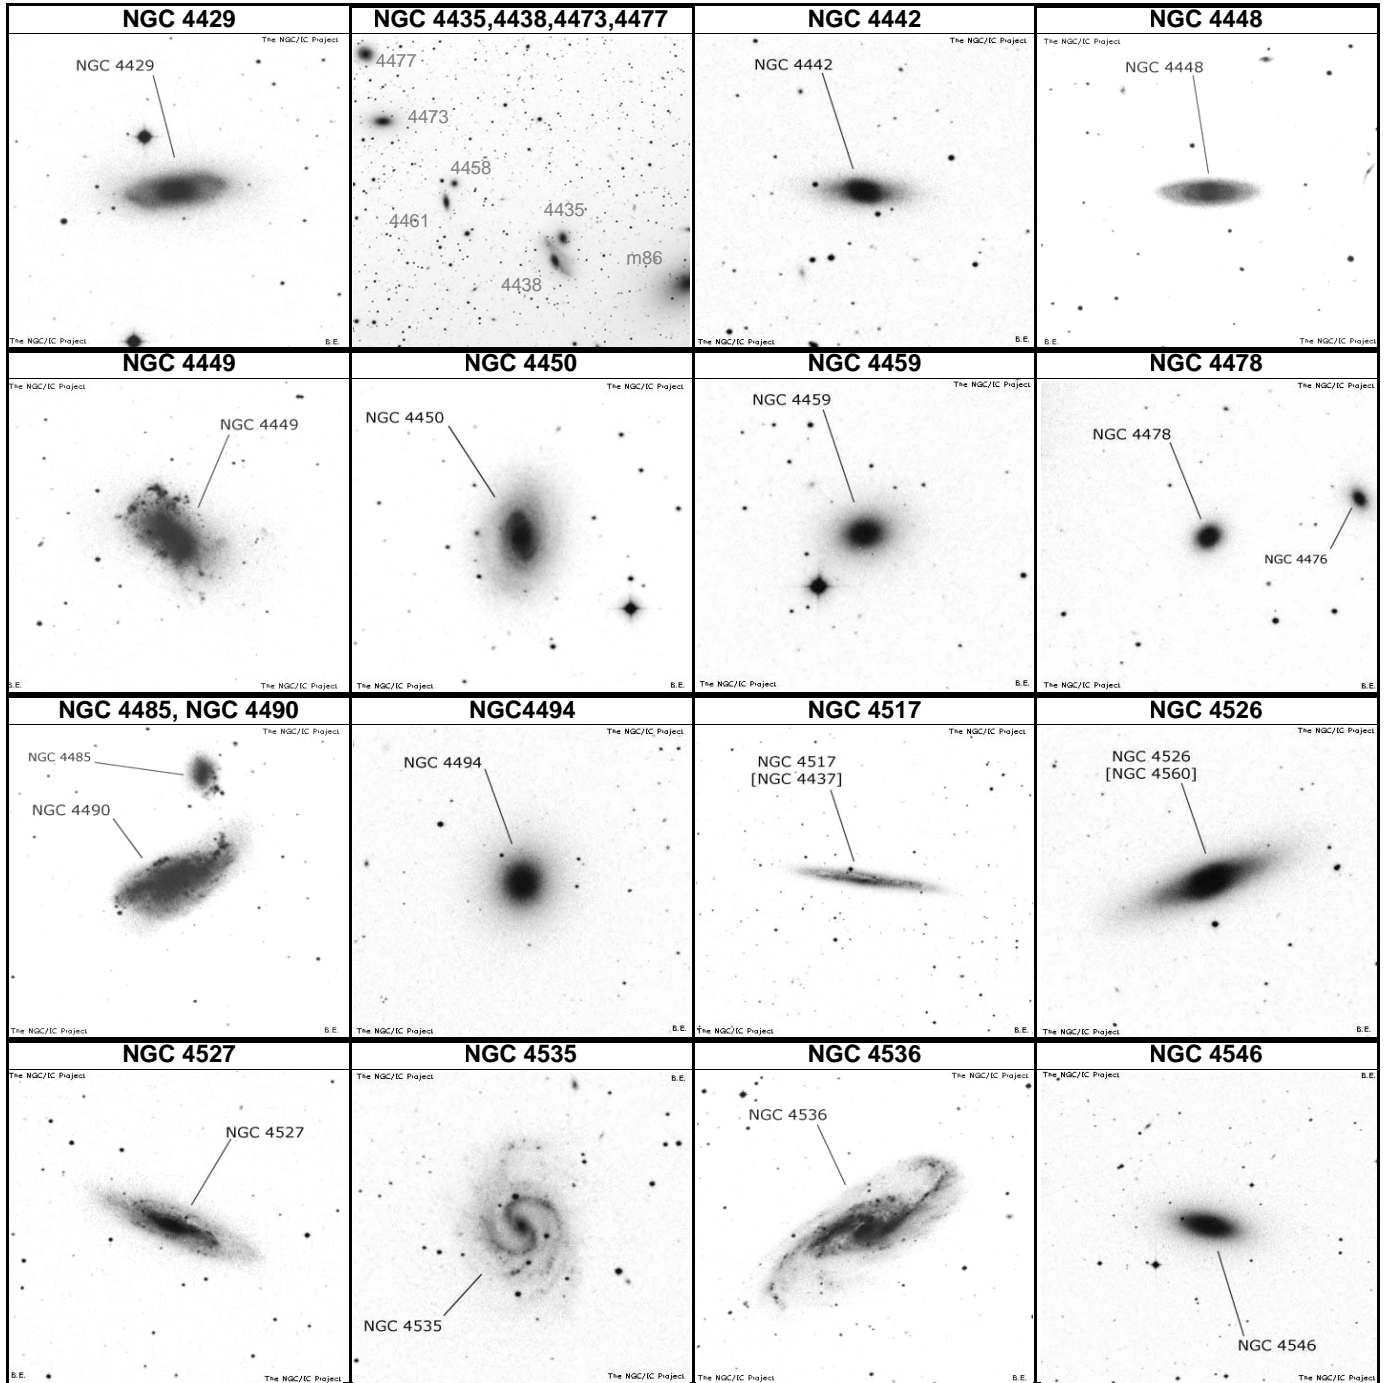 NGC 4429
The NGC/IC Project
NGC 4429
The NGC/IC Project
B.E.
NGC 4435,4438,4473,4477
4477
4473
4458
4461
4435
m86
4438
NGC 4442
The NGC/IC Project
NGC 4442
The NGC/IC Project
B.E.
NGC 4448
The NGC/IC Project
NGC 4448
B.E.
The NGC/IC Project
NGC 4449
The NGC/IC Project
NGC 4449
B.E.
The NGC/IC Project
NGC 4450
The NGC/IC Project
NGC 4450
The NGC/IC Project
B.E.
NGC 4459
The NGC/IC Project
NGC 4459
The NGC/IC Project
B.E.
NGC 4478
The NGC/IC Project
NGC 4478
NGC 4476
The NGC/IC Project
B.E.
NGC 4485, NGC 4490
The NGC/IC Project
NGC 4485
NGC 4490
The NGC/IC Project
B.E.
NGC4494
The NGC/IC Project
NGC 4494
The NGC/IC Project
B.E.
NGC 4517
The NGC/IC Project
NGC 4517
[NGC 4437]
The NGC/IC Project
B.E.
NGC 4526
The NGC/IC Project
NGC 4526
[NGC 4560]
The NGC/IC Project
B.E.
NGC 4527
The NGC/IC Project
NGC 4527
B.E.
The NGC/IC Project
NGC 4535
The NGC/IC Project
B.E.
NGC 4535
The NGC/IC Project
NGC 4536
The NGC/IC Project
NGC 4536
The NGC/IC Project
B.E.
NGC 4546
The NGC/IC Project
B.E.
NGC 4546
The NGC/IC Project